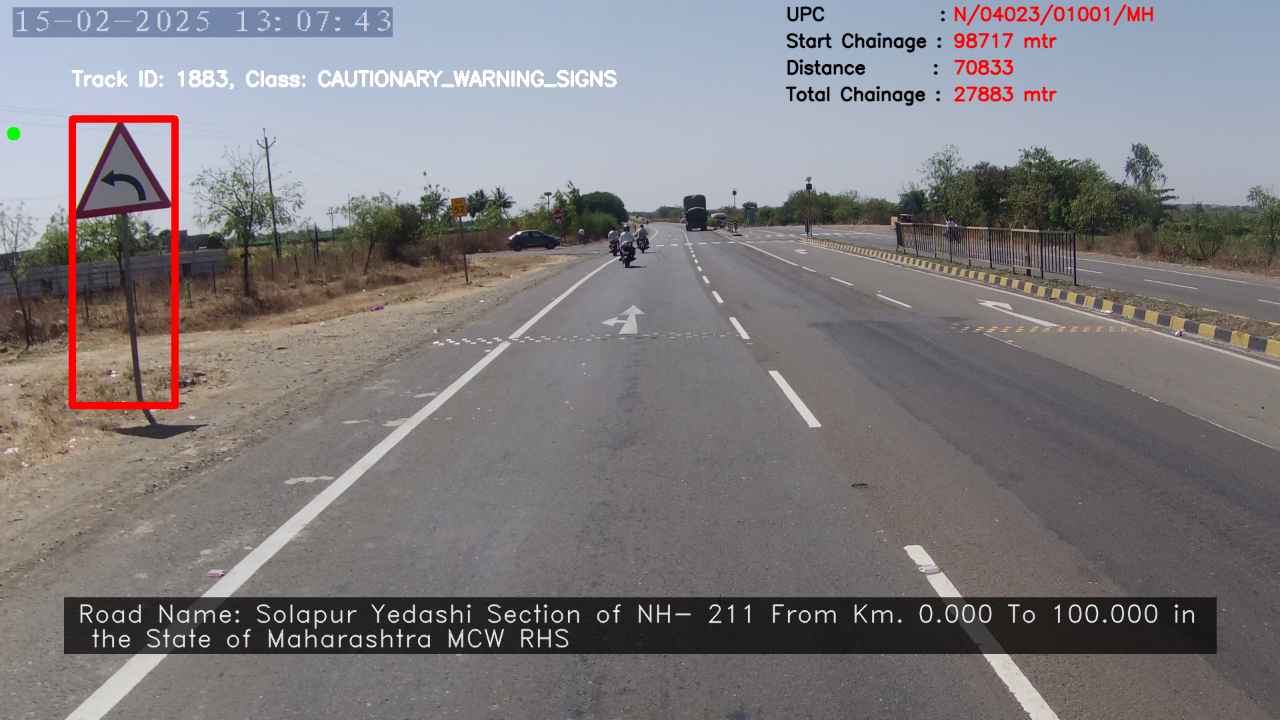 15-02-2025 13:07:43
UPC : N/04023/01001/MH
Start Chainage : 98717 mtr
Distance : 70833
Total Chainage : 27883 mtr
Track ID: 1883, Class: CAUTIONARY_WARNING_SIGNS
Road Name: Solapur Yedashi Section of NH- 211 From Km. 0.000 To 100.000 in
the State of Maharashtra MCW RHS